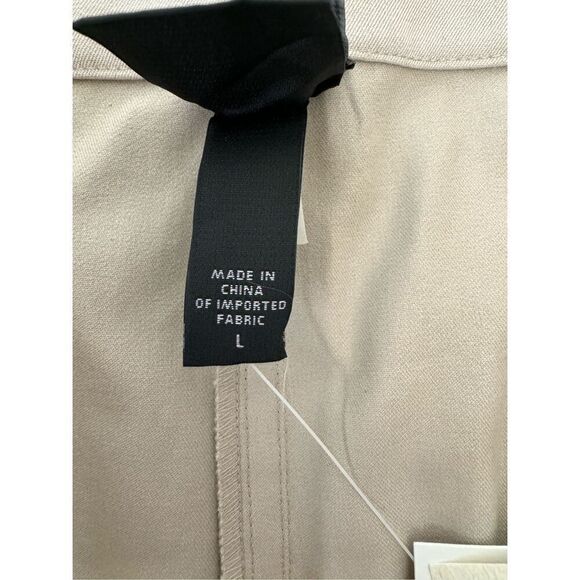 MADE IN
CHINA
OF IMPORTED
FABRIC
L